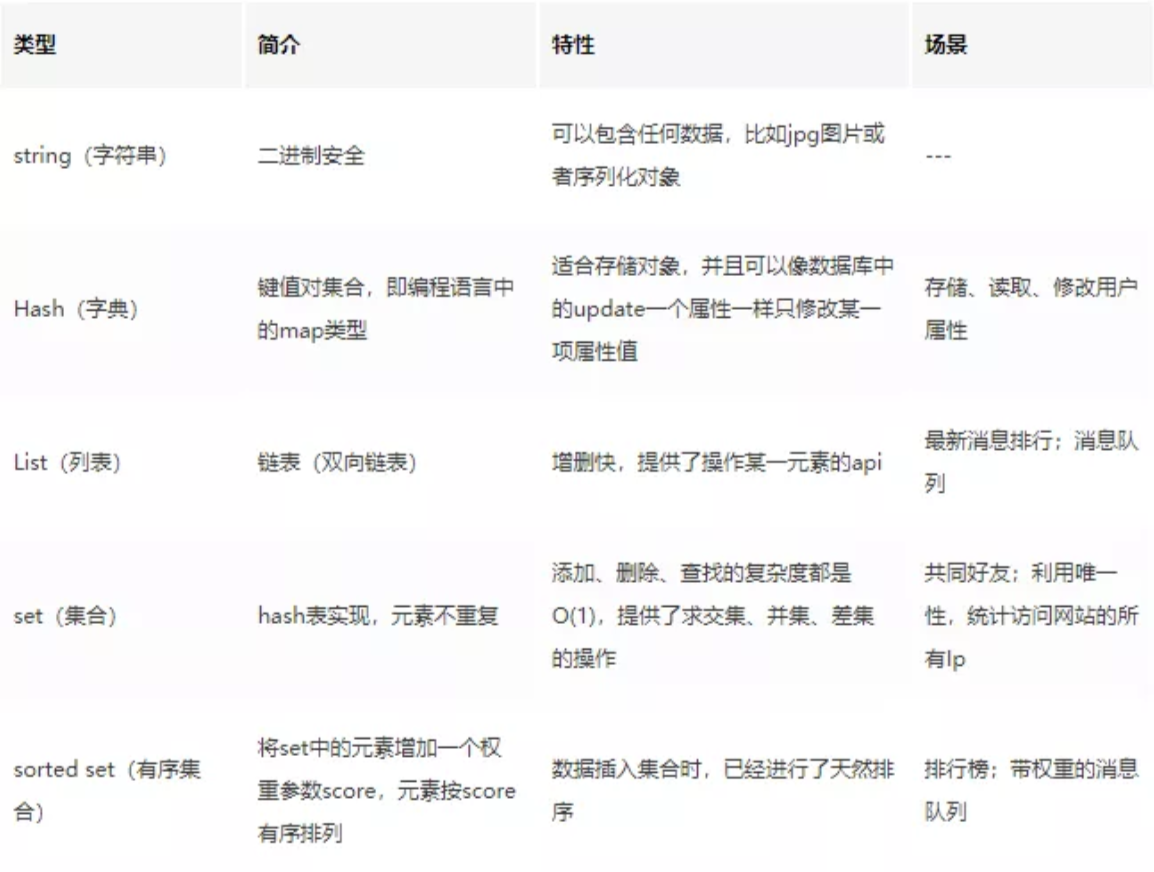 类型
简介
特性
场景
string（字符串）
二进制安全
可以包含任何数据，比如jpg图片或
者序列化对象
---
Hash（字典）
键值对集合，即编程语言中
的map类型
适合存储对象，并且可以像数据库中
的update一个属性一样只修改某一
项属性值
存储、读取、修改用户
属性
List（列表）
链表（双向链表）
增删快，提供了操作某一元素的api
最新消息排行；消息队
列
set（集合）
hash表实现，元素不重复
添加、删除、查找的复杂度都是
O(1)，提供了求交集、并集、差集
的操作
共同好友；利用唯一
性，统计访问网站的所
有Ip
sorted set（有序集
合）
将set中的元素增加一个权
重参数score，元素按score
有序排列
数据插入集合时，已经进行了天然排
序
排行榜；带权重的消息
队列